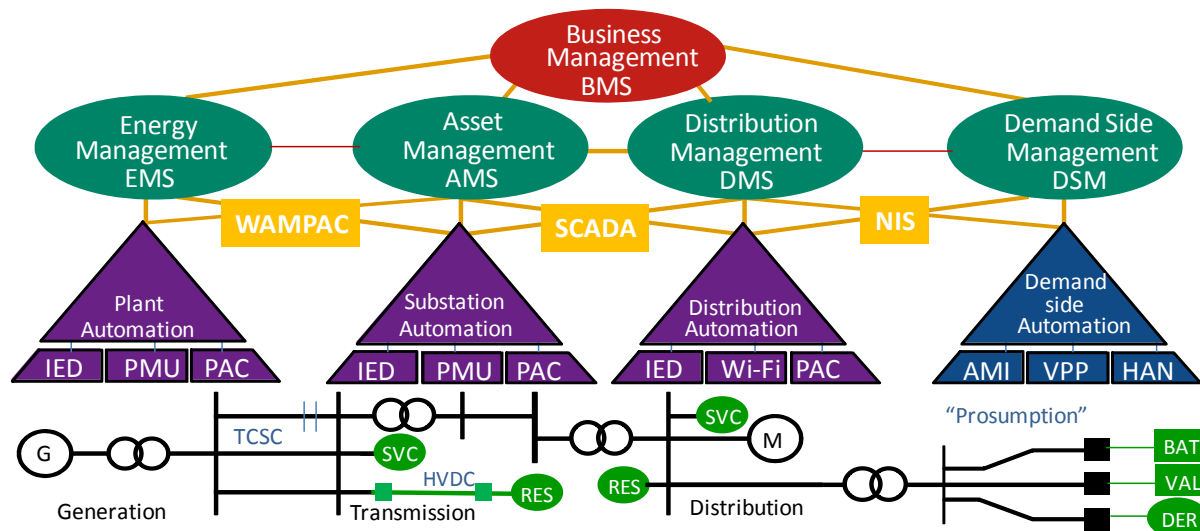 Business
Management
BMS
Energy
Management
EMS
Asset
Management
AMS
Distribution
Management
DMS
Demand Side
Management
DSM
WAMPAC
SCADA
NIS
Plant
Automation
Substation
Automation
Distribution
Automation
Demand
side
Automation
IED PMU PAC
IED PMU PAC
IED Wi-Fi PAC
AMI VPP HAN
TCSC
SVC
"Prosumption"
G
SVC
M
BAT
HVDC
RES
RES
VAL
Generation
Transmission
Distribution
DER